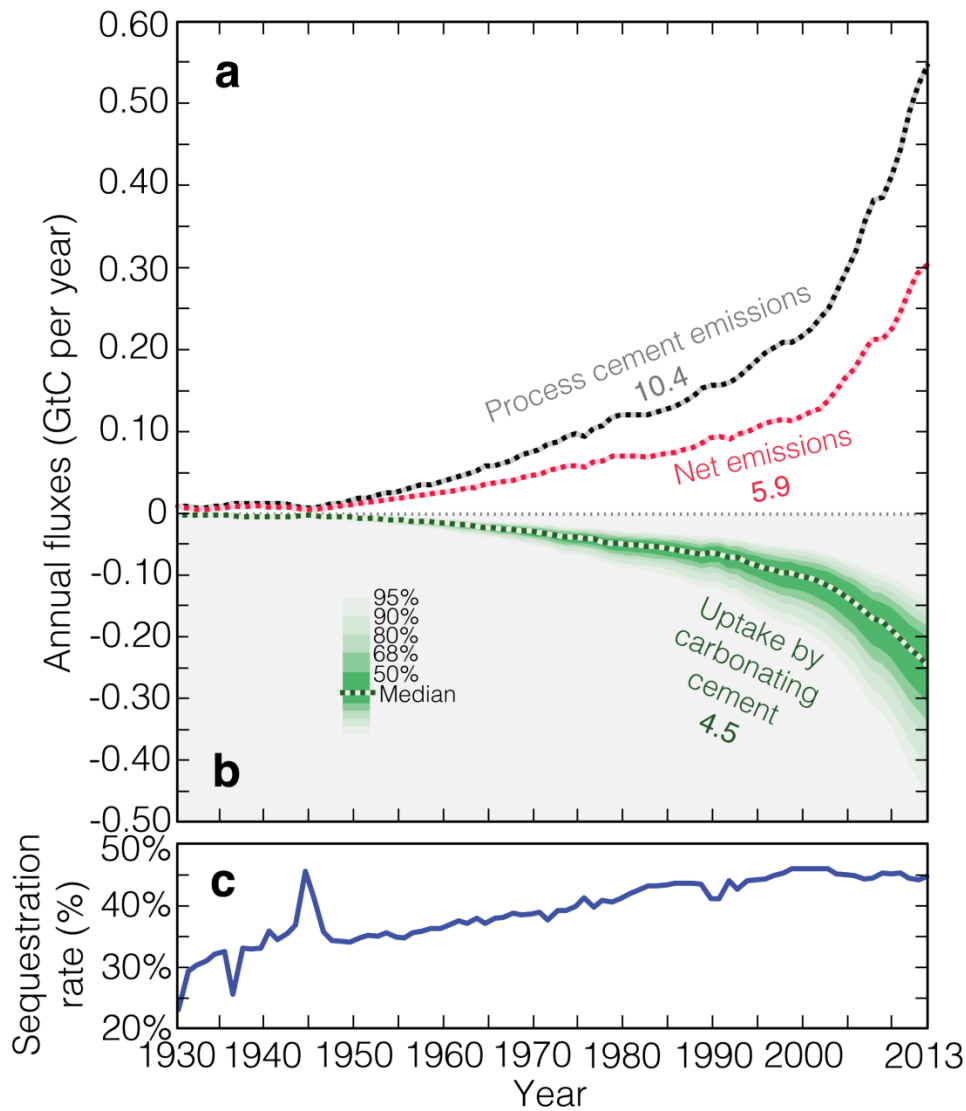 a
Annual fluxes (GtC per year)
0.60
0.50
0.40
0.30
0.20
0.10
0
-0.10
-0.20
-0.30
-0.40
-0.50
Process cement emissions
10.4
Net emissions
5.9
95%
90%
80%
68%
50%
Median
Uptake by
carbonating
cement
4.5
b
Sequestration
rate (%)
50%
40%
30%
20%
c
1930 1940 1950 1960 1970 1980 1990 2000 2013
Year